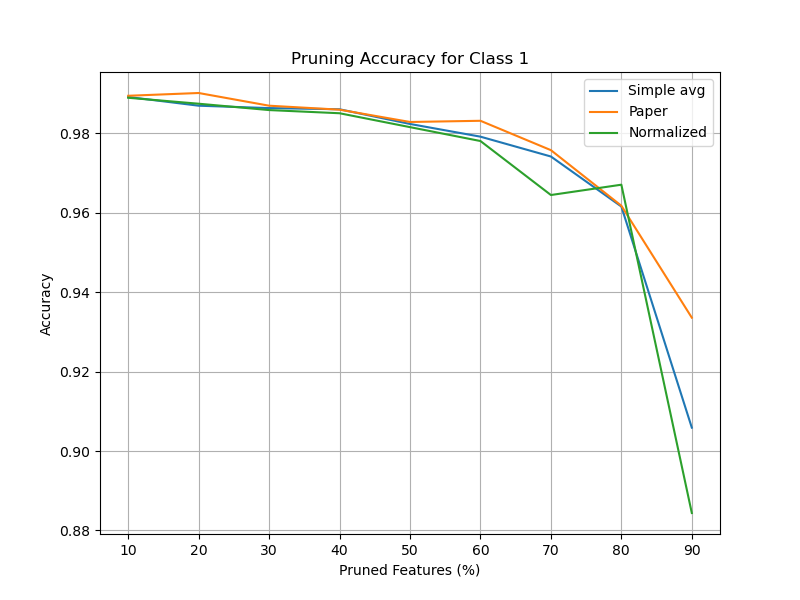 Pruning Accuracy for Class 1
Simple avg
Paper
Normalized
0.98
0.96
0.94
0.92
0.90
0.88
Accuracy
10 20 30 40 50 60 70 80 90
Pruned Features (%)